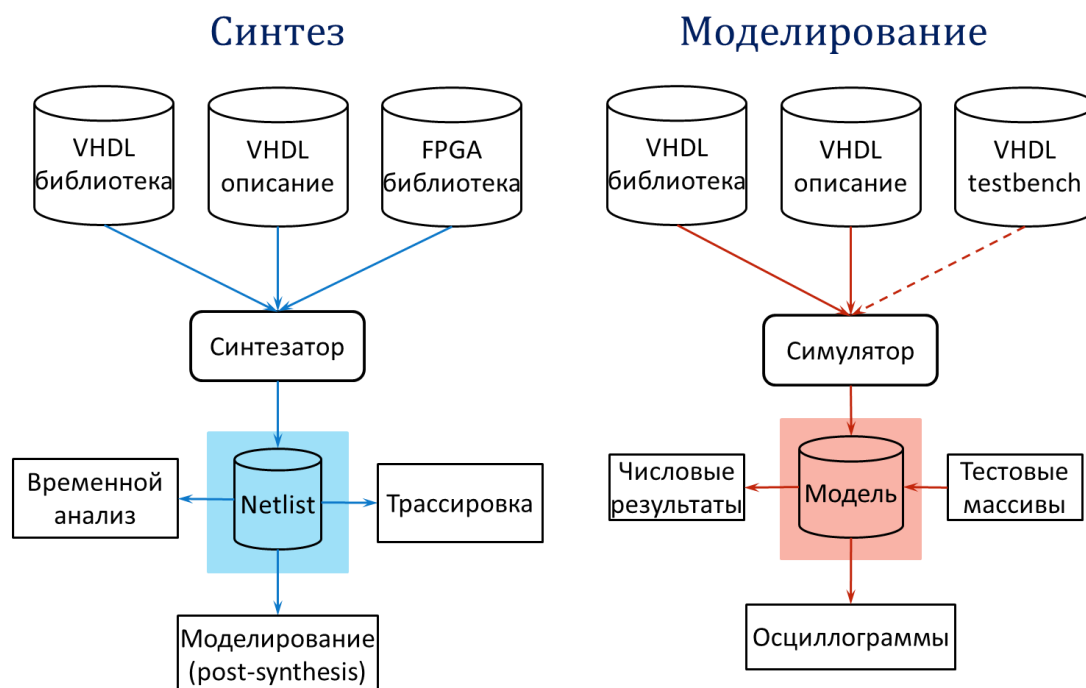 Синтез
Моделирование
VHDL
библиотека
VHDL
описание
FPGA
библиотека
VHDL
библиотека
VHDL
описание
VHDL
testbench
Синтезатор
Симулятор
Временной
анализ
Netlist
Трассировка
Числовые
результаты
Модель
Тестовые
массивы
Моделирование
(post-synthesis)
Осциллограммы